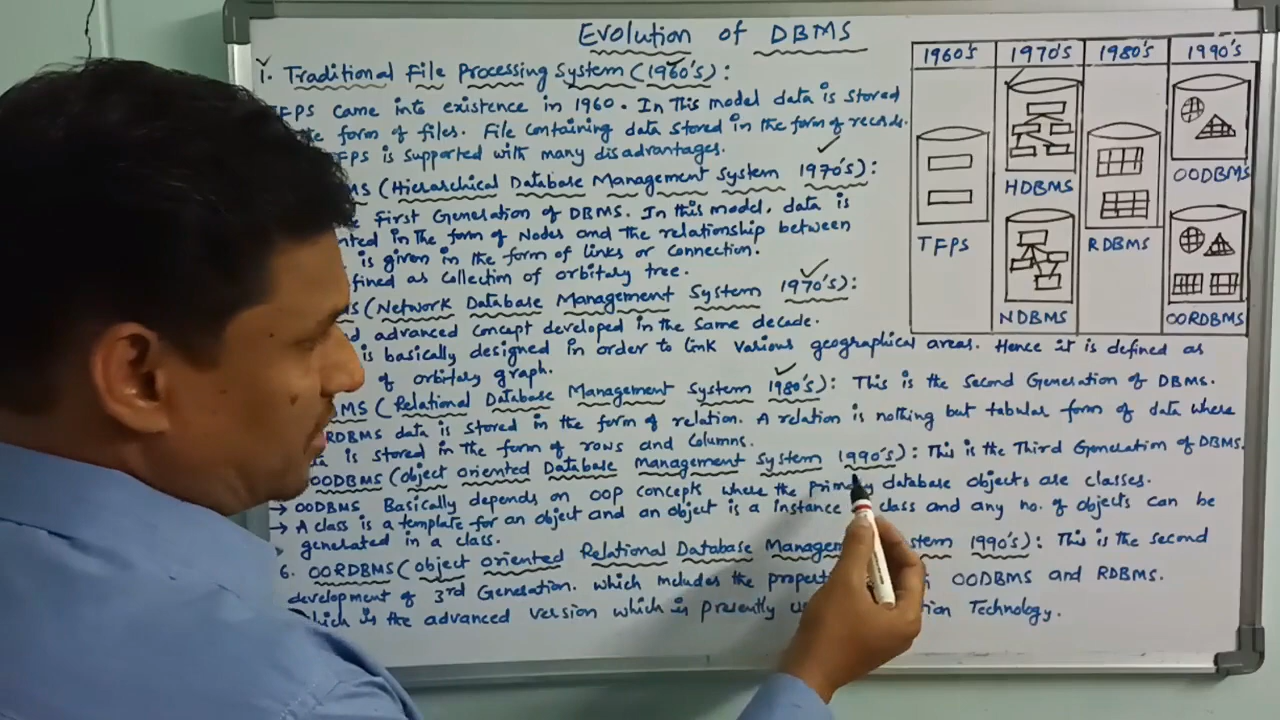 Evolution of DBMS
1. Traditional File Processing System (1960's) :
TFPS came into existence in 1960. In this model data is stored
form of files. File containing data stored in the form of records.
FPS is supported with many disadvantages.
MS (Hierarchical Database Management System 1970's) :
First Generation of DBMS. In this model, data is
nted in the form of Nodes and the relationship between
is given in the form of links or connection.
fined as collection of orbitary tree.
S (Network Database Management System 1970's) :
advanced concept developed in the same decade.
is basically designed in order to link various geographical areas. Hence it is defined as
of orbitary graph.
MS (Relational Database Management System 1980's) : This is the Second Generation of DBMS.
RDBMS data is stored in the form of relation. A relation is nothing but tabular form of data where
is stored in the form of rows and columns.
OODBMS (object oriented Database Management System 1990's) : This is the Third Generation of DBMS.
→ OODBMS Basically depends on OOP concepts where the primary database objects are classes.
→ A class is a template for an object and an object is a instance class and any no. of objects can be
generated in a class.
6. OORDBMS (object oriented Relational Database Manage stem 1990's) : This is the second
development of 3rd Generation. which includes the propert OODBMS and RDBMS.
which is the advanced version which is presently us ion Technology.
1960's 1970's 1980's 1990's
TFPS
HDBMS
NDBMS
RDBMS
OODBMS
OORDBMS